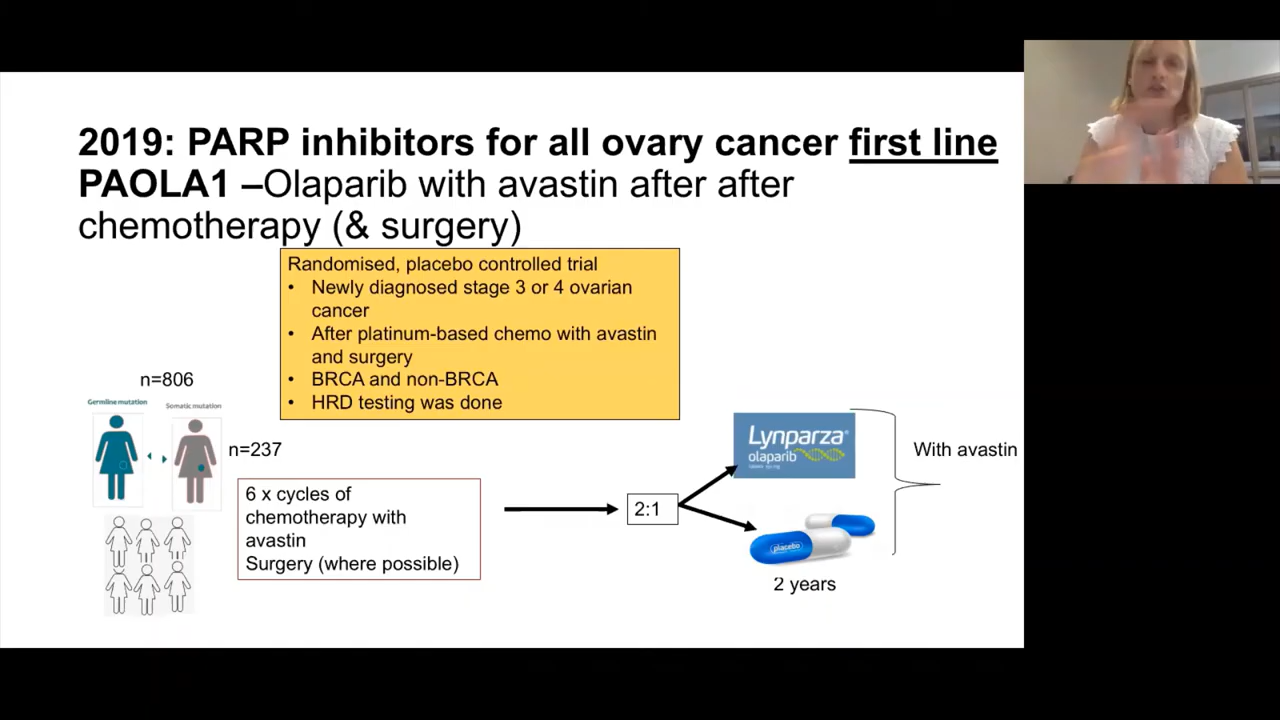 2019: PARP inhibitors for all ovary cancer first line
PAOLA1 –Olaparib with avastin after after
chemotherapy (& surgery)
Randomised, placebo controlled trial
• Newly diagnosed stage 3 or 4 ovarian
cancer
• After platinum-based chemo with avastin
and surgery
• BRCA and non-BRCA
• HRD testing was done
n=806
Germline mutation
Somatic mutation
n=237
6 x cycles of
chemotherapy with
avastin
Surgery (where possible)
2:1
Lynparza®
olaparib
placebo
2 years
With avastin